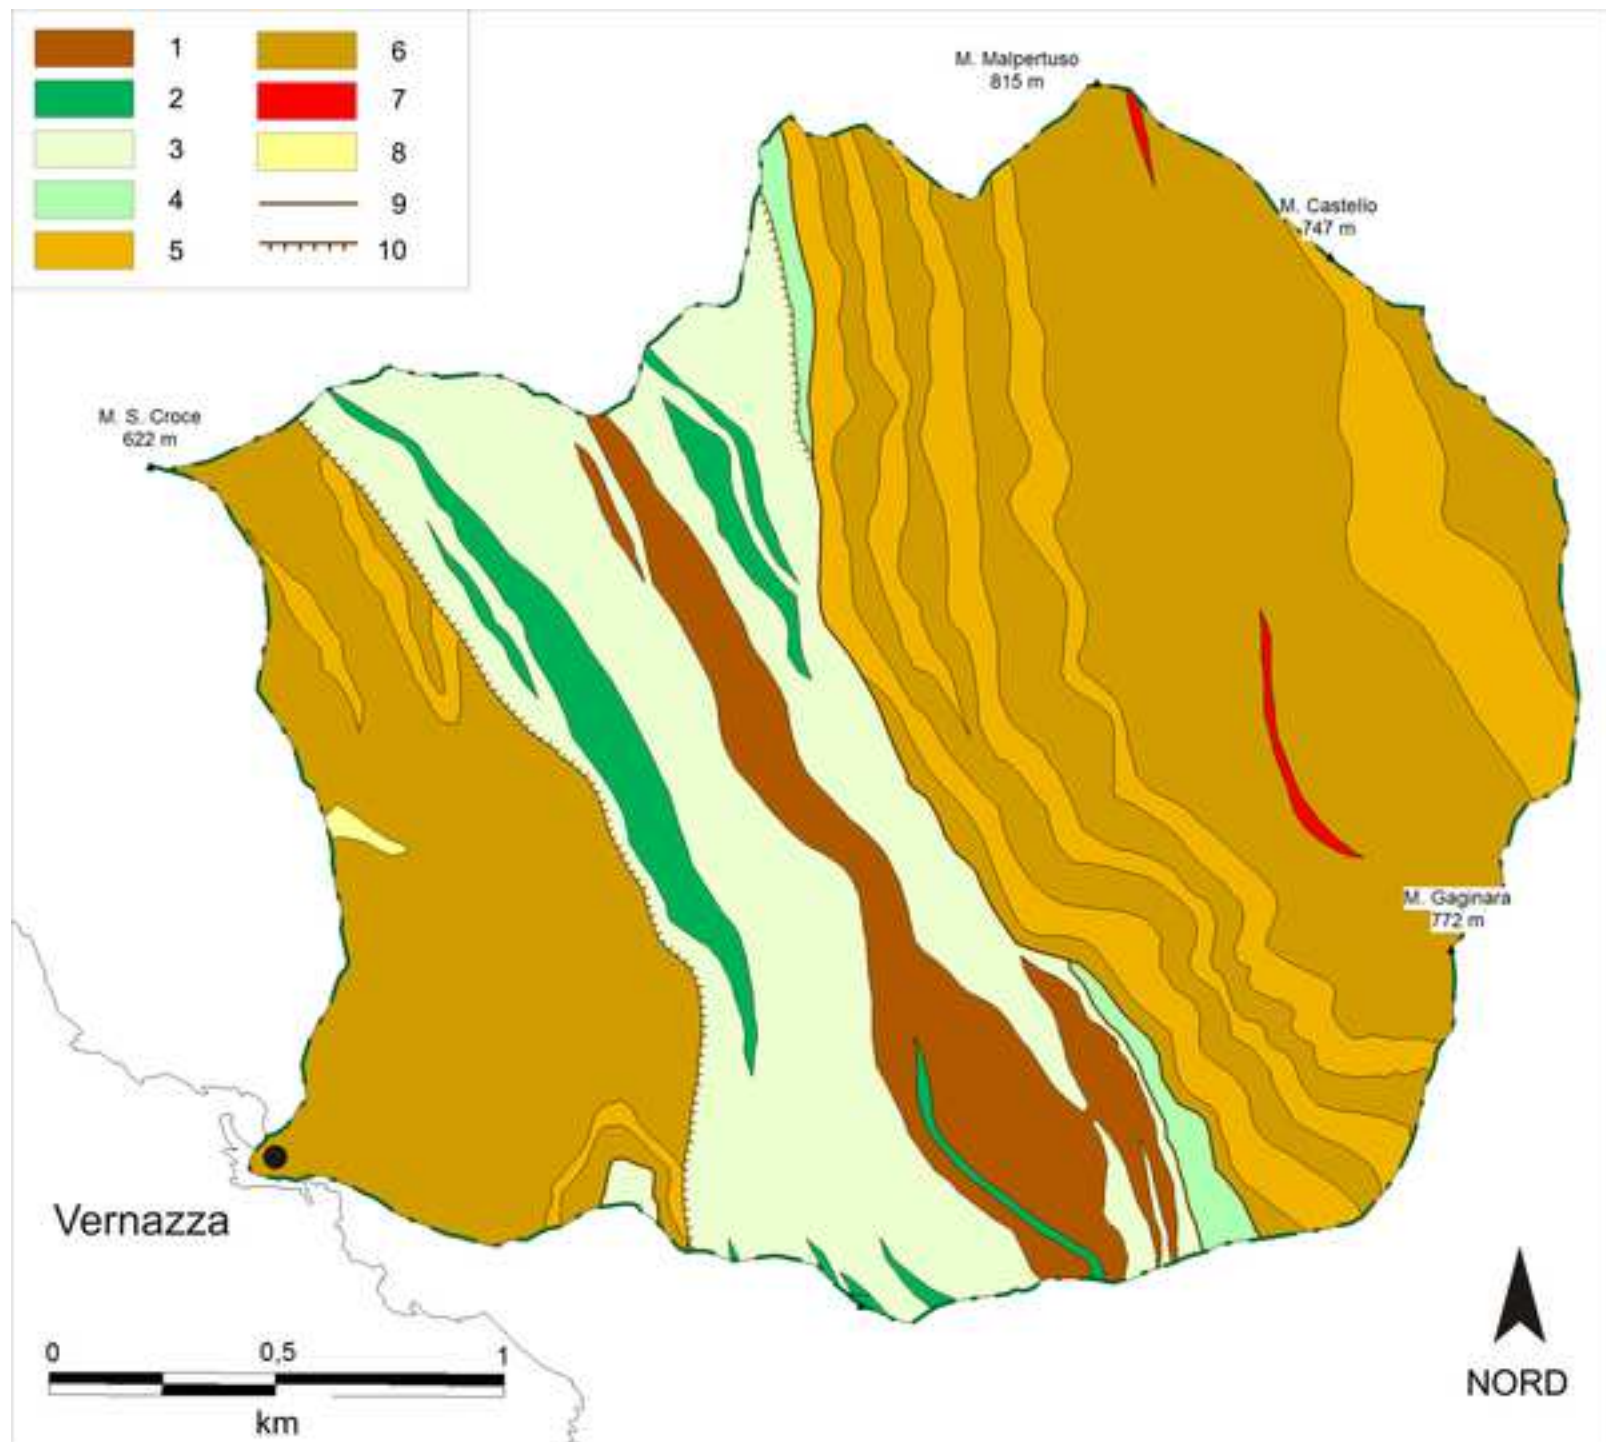 1 6
2 7
3 8
4 9
5 10
M. Malpertuso
815 m
M. Castello
747 m
M. S. Croce
622 m
M. Gaginara
772 m
Vernazza
0 0,5 1
km
NORD